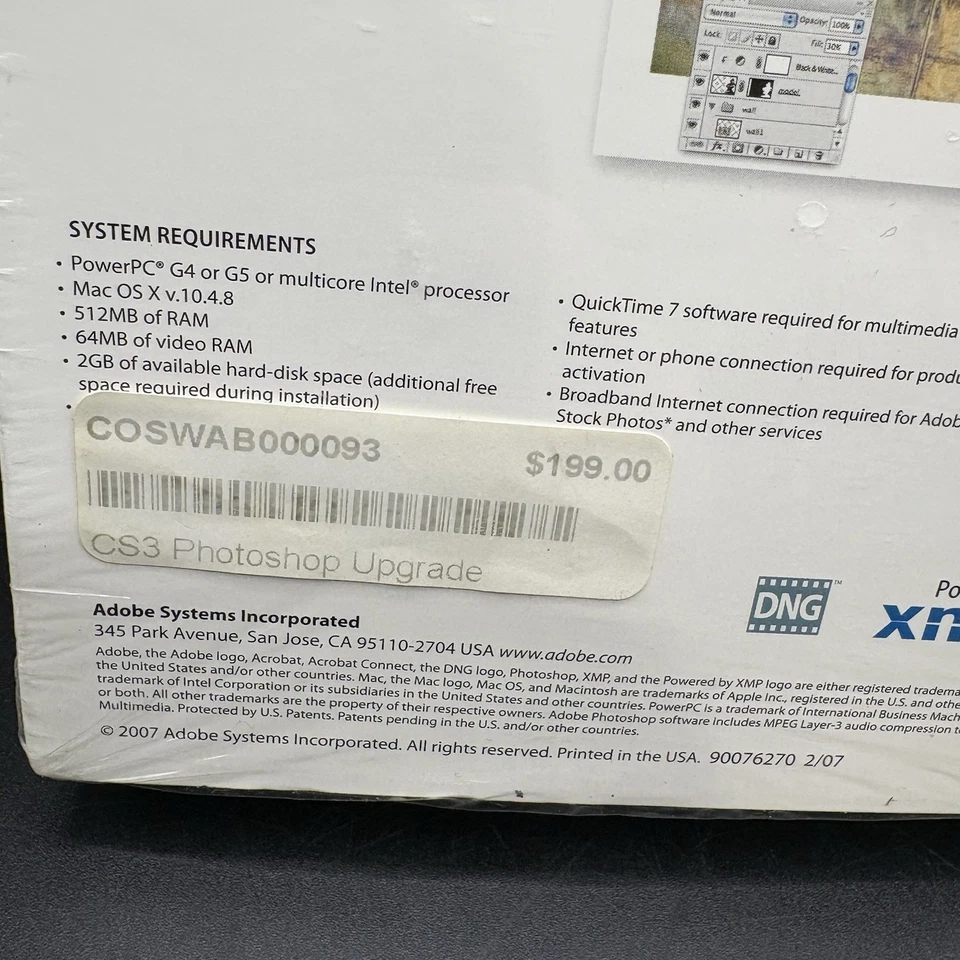 Normal Opacity: 100%
Lock: Fill: 30%
Back & White...
model
wall
wall1
SYSTEM REQUIREMENTS
• PowerPC® G4 or G5 or multicore Intel® processor
• Mac OS X v.10.4.8
• 512MB of RAM
• 64MB of video RAM
• 2GB of available hard-disk space (additional free
space required during installation)
• QuickTime 7 software required for multimedia
features
• Internet or phone connection required for produ
activation
• Broadband Internet connection required for Adob
Stock Photos* and other services
COSWAB000093
$199.00
CS3 Photoshop Upgrade
DNG™
Po
xm
Adobe Systems Incorporated
345 Park Avenue, San Jose, CA 95110-2704 USA www.adobe.com
Adobe, the Adobe logo, Acrobat, Acrobat Connect, the DNG logo, Photoshop, XMP, and the Powered by XMP logo are either registered tradema
the United States and/or other countries. Mac, the Mac logo, Mac OS, and Macintosh are trademarks of Apple Inc., registered in the U.S. and othe
trademark of Intel Corporation or its subsidiaries in the United States and other countries. PowerPC is a trademark of International Business Mach
or both. All other trademarks are the property of their respective owners. Adobe Photoshop software includes MPEG Layer-3 audio compression t
Multimedia. Protected by U.S. Patents. Patents pending in the U.S. and/or other countries.
© 2007 Adobe Systems Incorporated. All rights reserved. Printed in the USA. 90076270 2/07